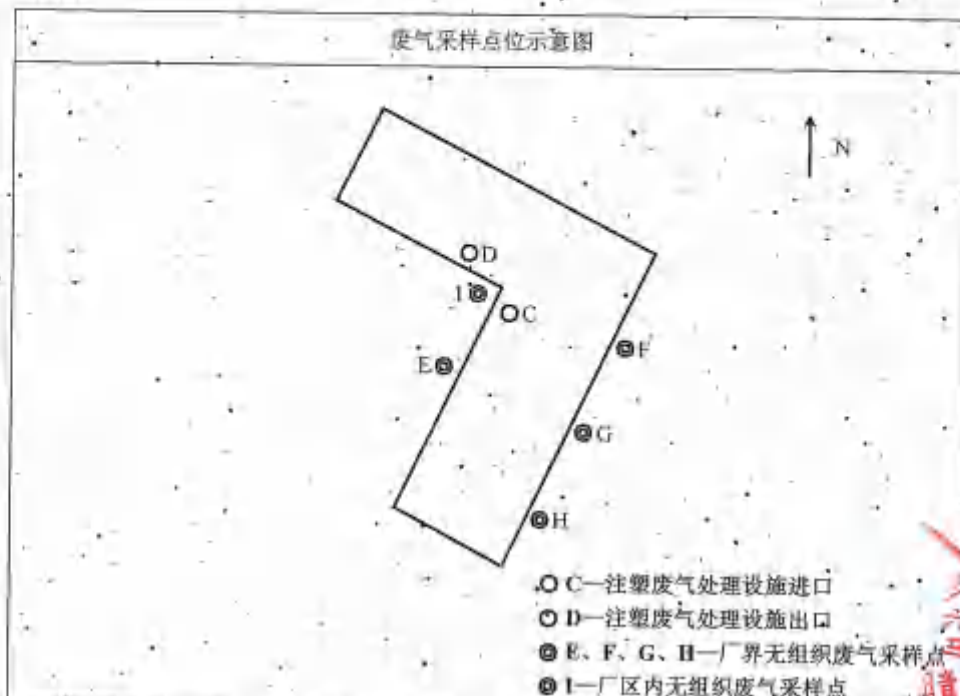 废气采样点位示意图
N
D
I
C
E
F
G
H
C—注塑废气处理设施进口
D—注塑废气处理设施出口
E、F、G、H—厂界无组织废气采样点
I—厂区内无组织废气采样点